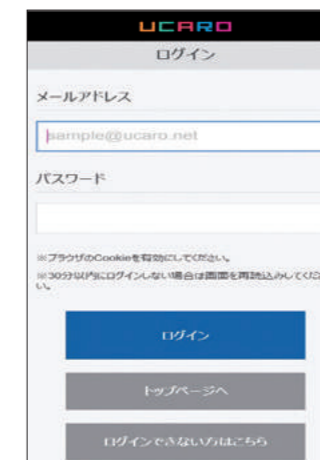 UCARO
ログイン
メールアドレス
sample@ucaro.net
パスワード
※ブラウザのCookieを有効にしてください。
※30分以内にログインしない場合は画面を再読込みしてくだ
い。
ログイン
トップページへ
ログインできない方はこちら